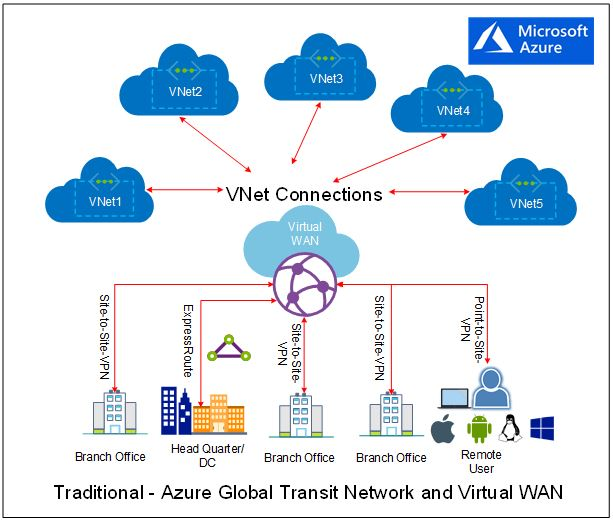 Microsoft
Azure
VNet2
VNet3
VNet4
VNet1
VNet5
VNet Connections
Virtual
WAN
Site-to-Site-VPN
ExpressRoute
Site-to-Site-
VPN
Site-to-Site-
VPN
Point-to-Site-
VPN
Branch Office
Head Quarter/
DC
Branch Office
Branch Office
Remote
User
Traditional - Azure Global Transit Network and Virtual WAN